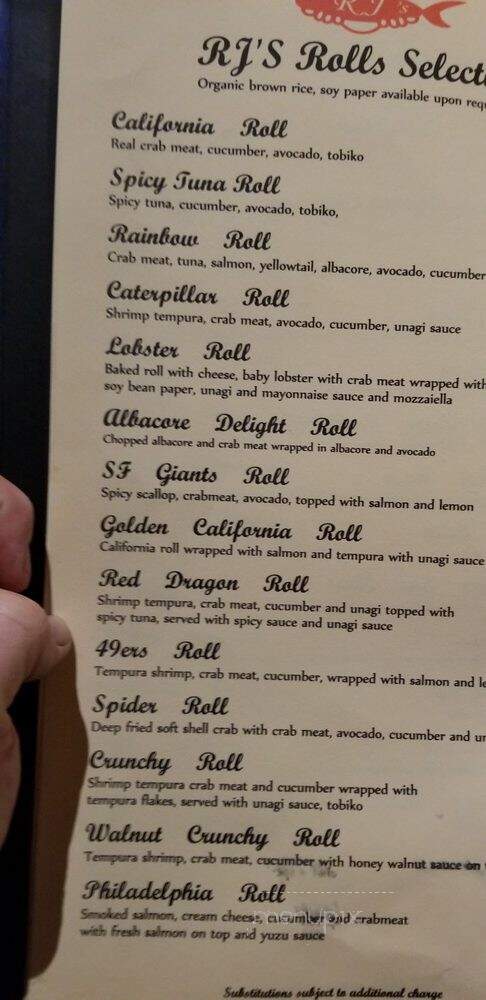 RJ's
RJ'S Rolls
Organic brown rice, soy paper available upon
California Roll
Real crab meat, cucumber, avocado, tobiko
Spicy Tuna Roll
Spicy tuna, cucumber, avocado, tobiko,
Rainbow Roll
Crab meat, tuna, salmon, yellowtail, albacore, avocado, cucumber
Caterpillar Roll
Shrimp tempura, crab meat, avocado, cucumber, unagi sauce
Lobster Roll
Baked roll with cheese, baby lobster with crab meat wrapped with
soy bean paper, unagi and mayonnaise sauce and mozzaiella
Albacore Delight Roll
Chopped albacore and crab meat wrapped in albacore and avocado
SF Giants Roll
Spicy scallop, crabmeat, avocado, topped with salmon and lemon
Golden California Roll
California roll wrapped with salmon and tempura with unagi sauce
Red Dragon Roll
Shrimp tempura, crab meat, cucumber and unagi topped with
spicy tuna, served with spicy sauce and unagi sauce
49ers Roll
Tempura shrimp, crab meat, cucumber, wrapped with salmon and
Spider Roll
Deep fried soft shell crab with crab meat, avocado, cucumber and
Crunchy Roll
Shrimp tempura crab meat and cucumber wrapped with
tempura flakes, served with unagi sauce, tobiko
Walnut Crunchy Roll
Tempura shrimp, crab meat, cucumber with honey walnut sauce on
Philadelphia Roll
Smoked salmon, cream cheese, cucumber and crabmeat
with fresh salmon on top and yuzu sauce
Substitutions subject to additional charge